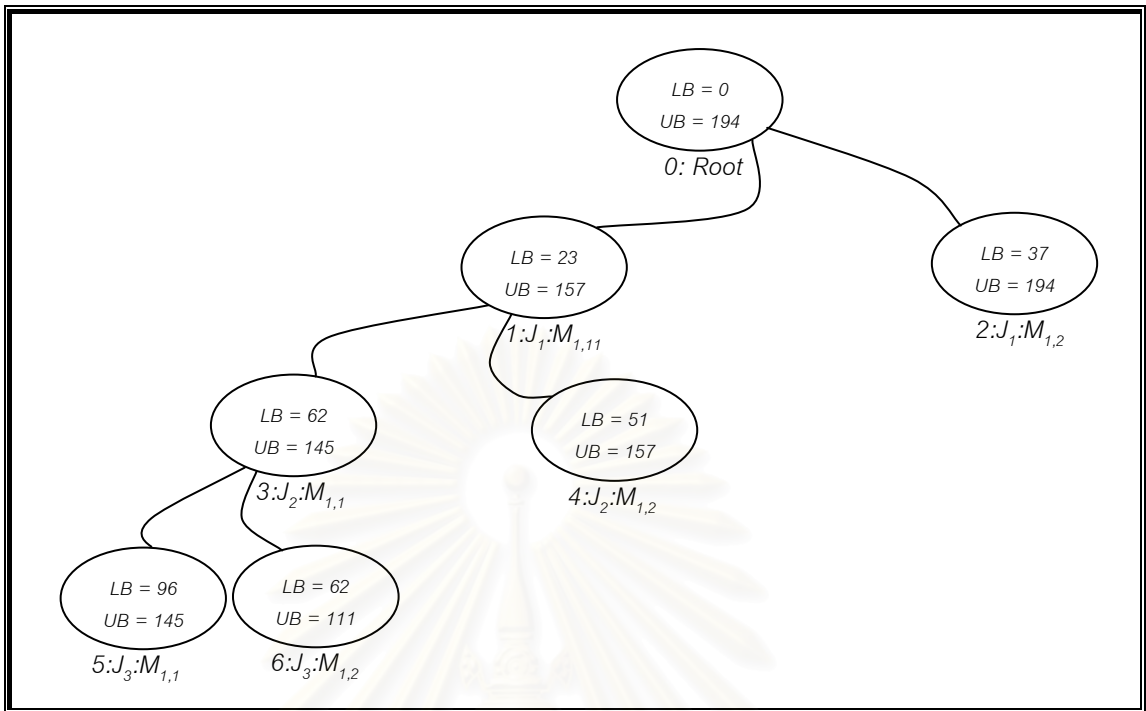 LB = 0
UB = 194
0: Root
LB = 23
UB = 157
1:J1:M1,11
LB = 37
UB = 194
2:J1:M1,2
LB = 62
UB = 145
3:J2:M1,1
LB = 51
UB = 157
4:J2:M1,2
LB = 96
UB = 145
5:J3:M1,1
LB = 62
UB = 111
6:J3:M1,2